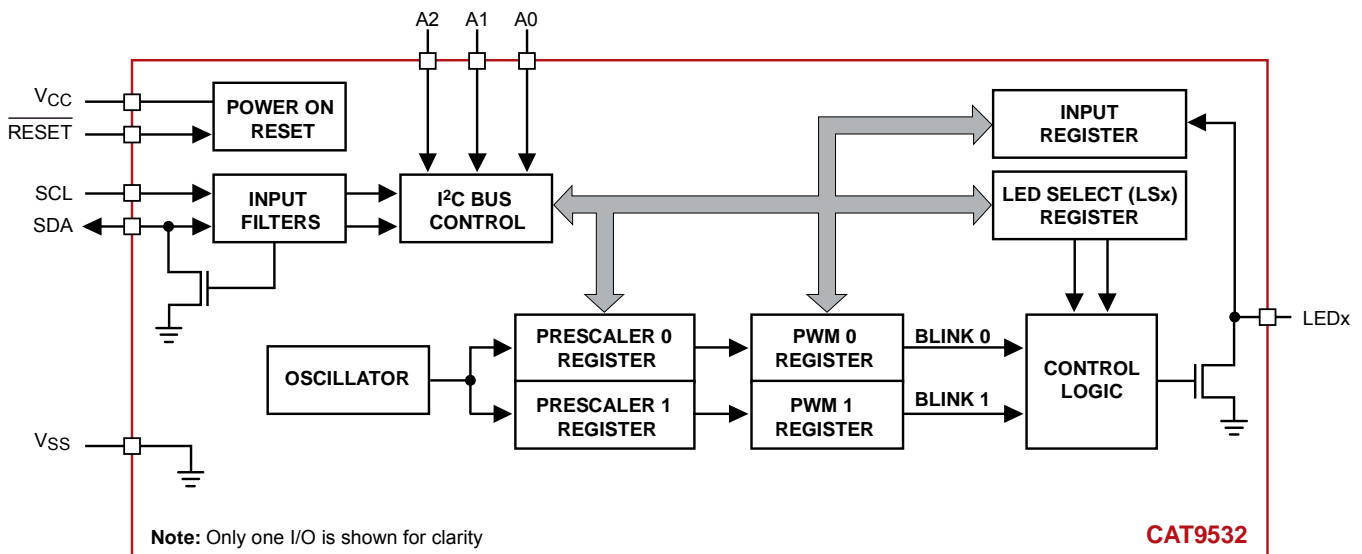 A2 A1 A0
VCC
RESET
POWER ON
RESET
SCL
SDA
INPUT
FILTERS
I²C BUS
CONTROL
INPUT
REGISTER
LED SELECT (LSx)
REGISTER
OSCILLATOR
PRESCALER 0
REGISTER
PRESCALER 1
REGISTER
PWM 0
REGISTER
PWM 1
REGISTER
BLINK 0
BLINK 1
CONTROL
LOGIC
LEDx
VSS
Note: Only one I/O is shown for clarity
CAT9532